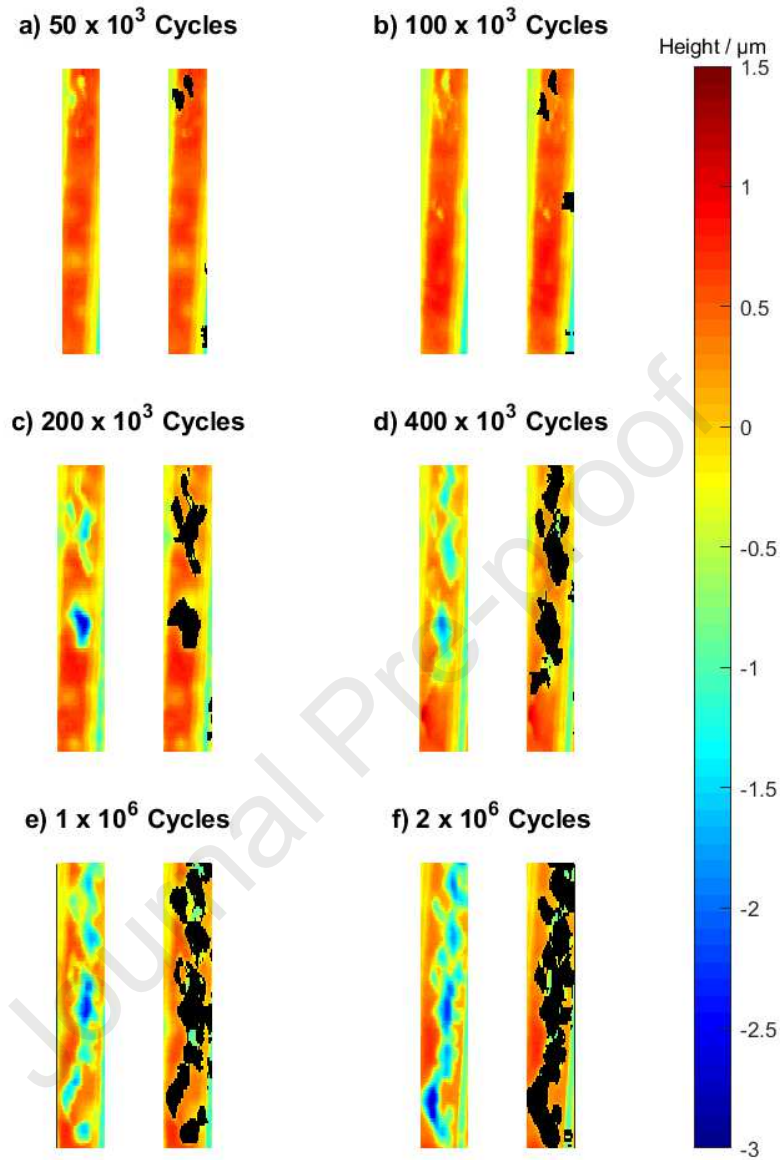 a) 50 x 10³ Cycles
b) 100 x 10³ Cycles
Height / µm
1.5
1
0.5
0
-0.5
-1
-1.5
-2
-2.5
-3
c) 200 x 10³ Cycles
d) 400 x 10³ Cycles
e) 1 x 10⁶ Cycles
f) 2 x 10⁶ Cycles
Journal Pre-proof